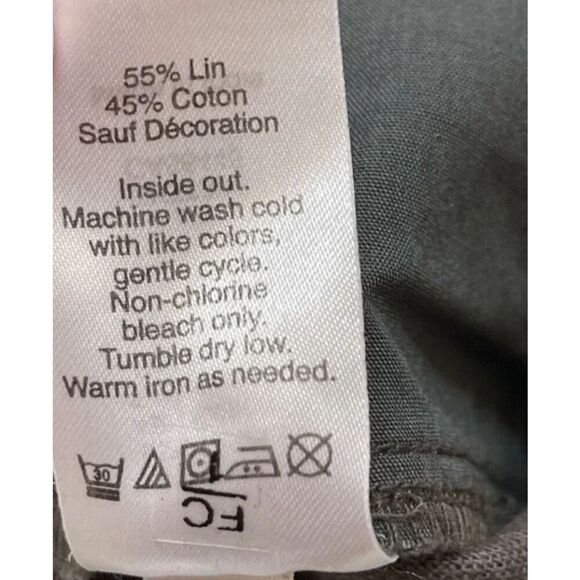 55% Lin
45% Coton
Sauf Décoration
Inside out.
Machine wash cold
with like colors,
gentle cycle.
Non-chlorine
bleach only.
Tumble dry low.
Warm iron as needed.
30
FC